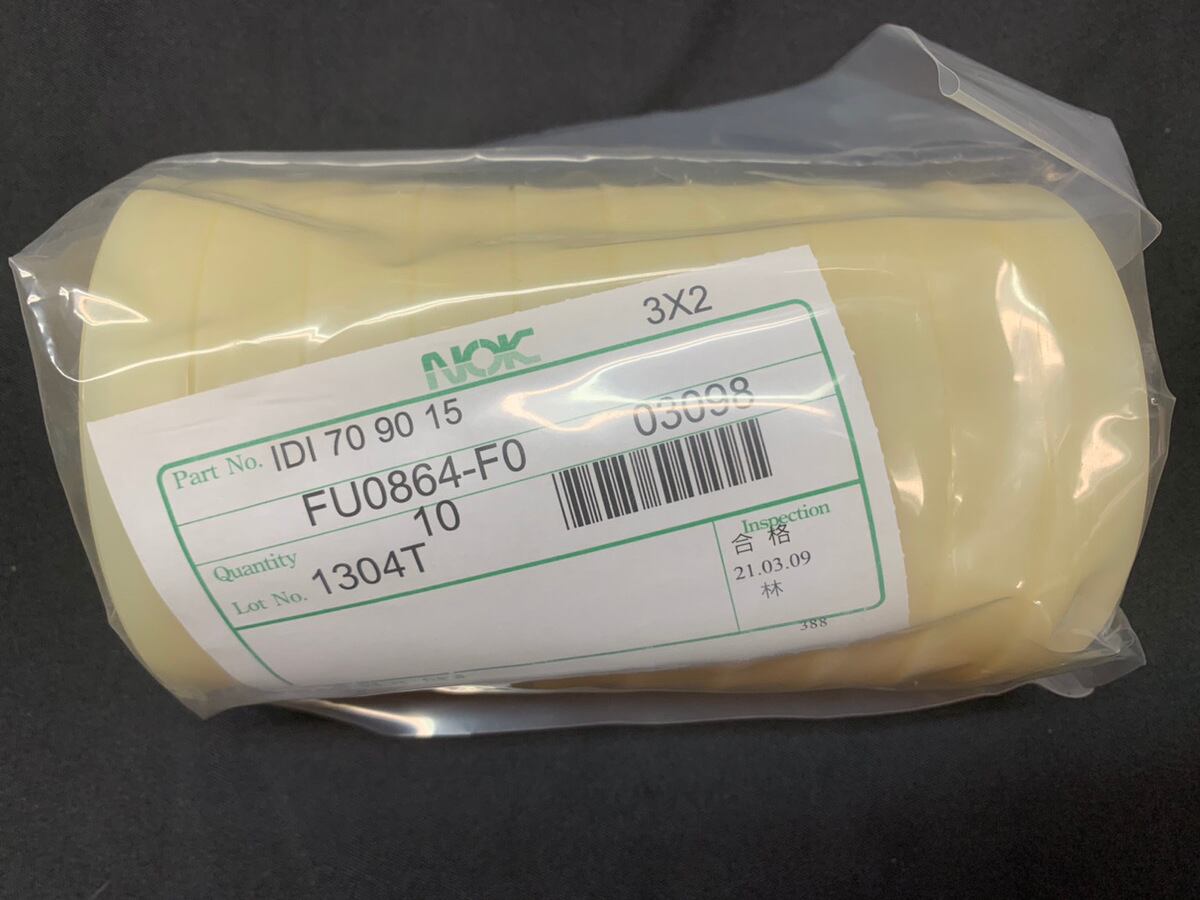 3X2
NOK
Part No. IDI 70 90 15
FU0864-F0
03098
Quantity 10
Lot No. 1304T
Inspection
合 格
21.03.09
林
388